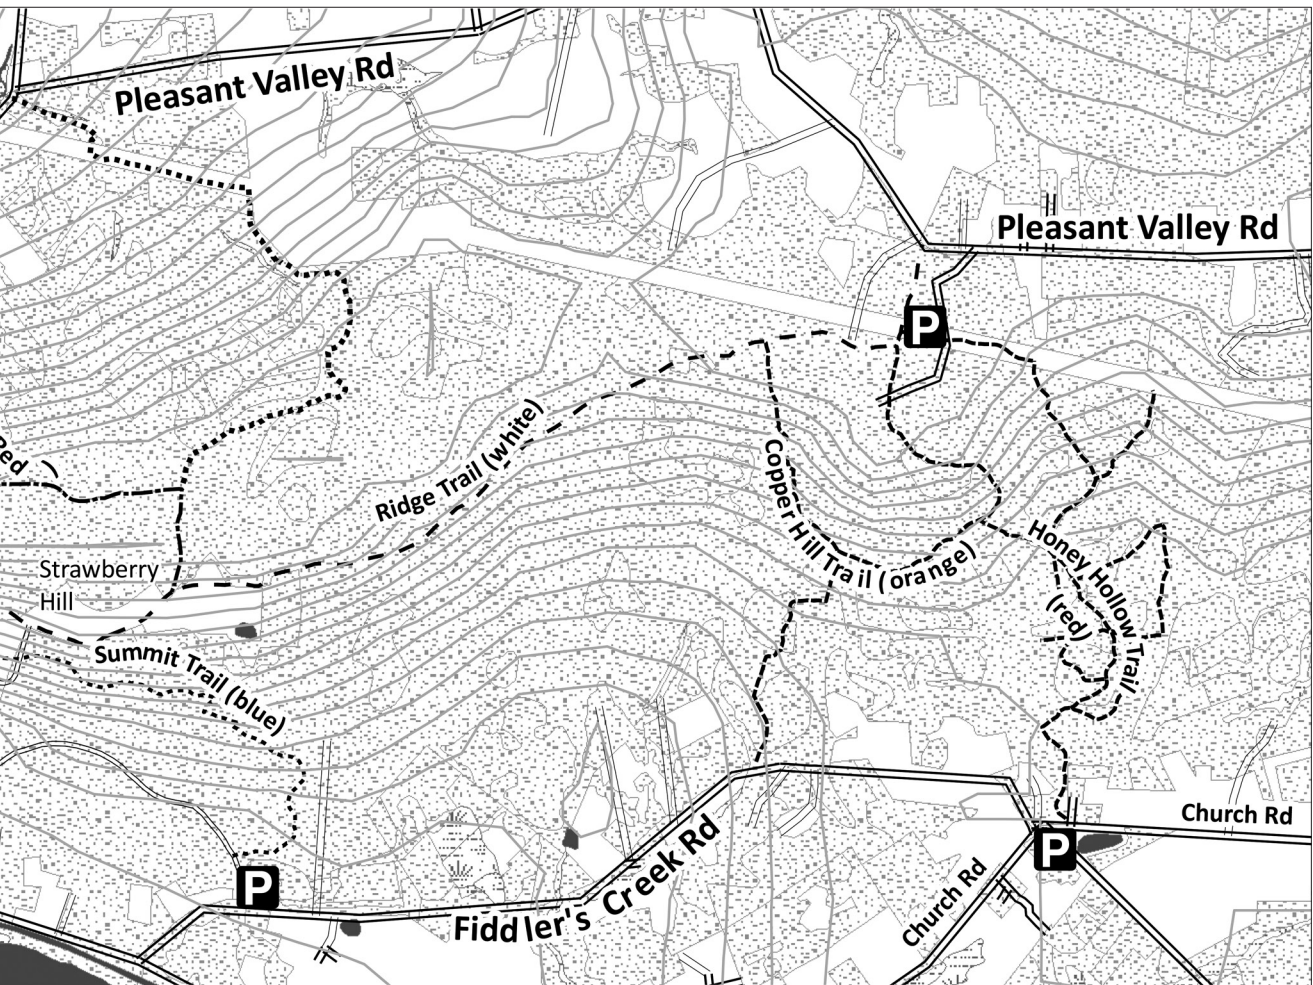 Pleasant Valley Rd
Pleasant Valley Rd
P
Ridge Trail (white)
Red )
Copper Hill Trail (orange)
Honey Hollow Trail
(red)
Strawberry
Hill
Summit Trail (blue)
Church Rd
P
P
Church Rd
Fiddler's Creek Rd